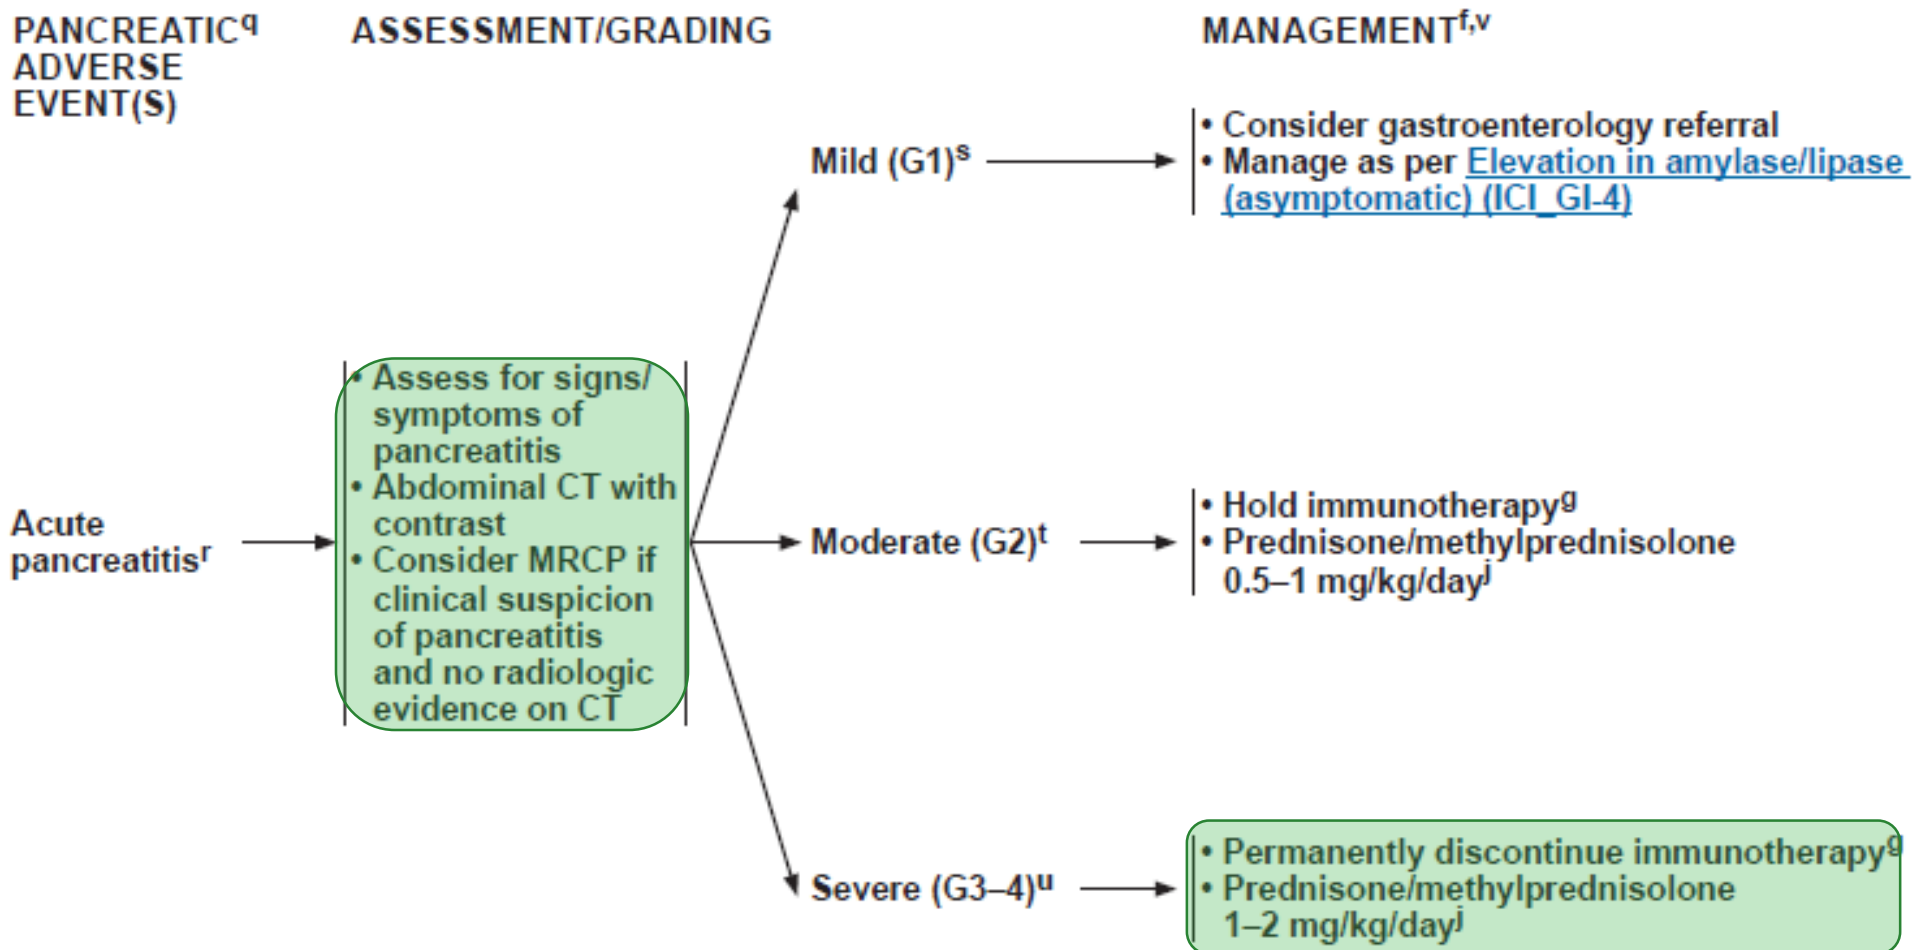 PANCREATICq
ADVERSE
EVENT(S)
ASSESSMENT/GRADING
MANAGEMENTf,v
Acute
pancreatitisr
• Assess for signs/
symptoms of
pancreatitis
• Abdominal CT with
contrast
• Consider MRCP if
clinical suspicion
of pancreatitis
and no radiologic
evidence on CT
Mild (G1)s
• Consider gastroenterology referral
• Manage as per Elevation in amylase/lipase
(asymptomatic) (ICI_GI-4)
Moderate (G2)t
• Hold immunotherapyg
• Prednisone/methylprednisolone
0.5–1 mg/kg/dayj
Severe (G3–4)u
• Permanently discontinue immunotherapyg
• Prednisone/methylprednisolone
1–2 mg/kg/dayj